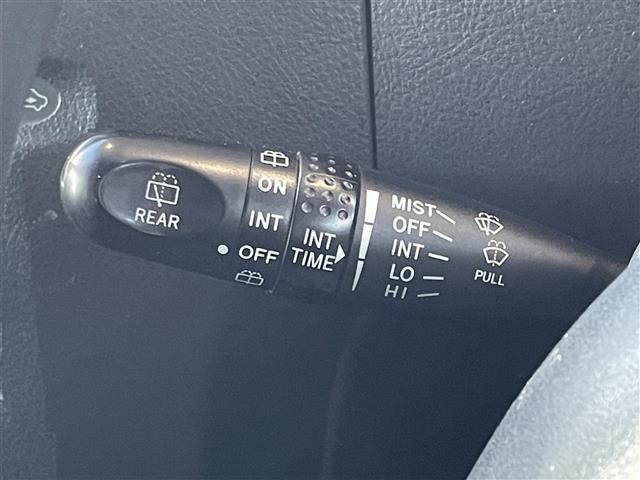 REAR
ON
INT
OFF
INT
TIME
MIST
OFF
INT
LO
HI
PULL